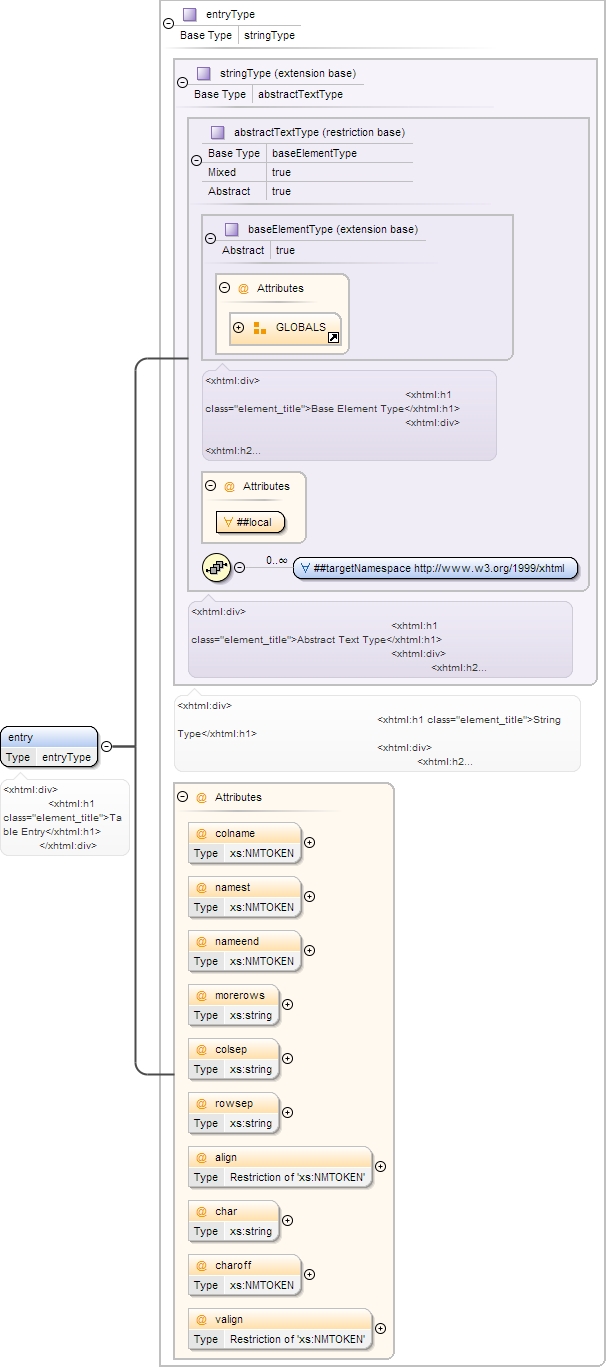 entryType
Base Type stringType
stringType (extension base)
Base Type abstractTextType
abstractTextType (restriction base)
Base Type baseElementType
Mixed true
Abstract true
baseElementType (extension base)
Abstract true
@ Attributes
GLOBALS
<xhtml:div>
<xhtml:h1
class="element_title">Base Element Type</xhtml:h1>
<xhtml:div>
<xhtml:h2...
@ Attributes
∀ ##local
0..∞
∀ ##targetNamespace http://www.w3.org/1999/xhtml
<xhtml:div>
<xhtml:h1
class="element_title">Abstract Text Type</xhtml:h1>
<xhtml:div>
<xhtml:h2...
<xhtml:div>
<xhtml:h1 class="element_title">String
Type</xhtml:h1>
<xhtml:div>
<xhtml:h2...
entry
Type entryType
<xhtml:div>
<xhtml:h1
class="element_title">Ta
ble Entry</xhtml:h1>
</xhtml:div>
@ Attributes
@ colname
Type xs:NMTOKEN
@ namest
Type xs:NMTOKEN
@ nameend
Type xs:NMTOKEN
@ morerows
Type xs:string
@ colsep
Type xs:string
@ rowsep
Type xs:string
@ align
Type Restriction of 'xs:NMTOKEN'
@ char
Type xs:string
@ charoff
Type xs:NMTOKEN
@ valign
Type Restriction of 'xs:NMTOKEN'